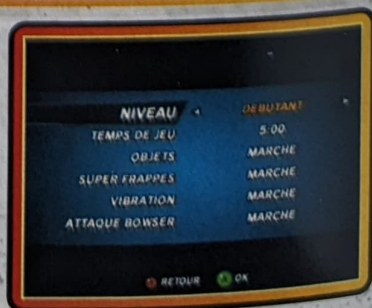 NIVEAU DEBUTANT
TEMPS DE JEU 5:00
OBJETS MARCHE
SUPER FRAPPES MARCHE
VIBRATION MARCHE
ATTAQUE BOWSER MARCHE
B RETOUR A OK